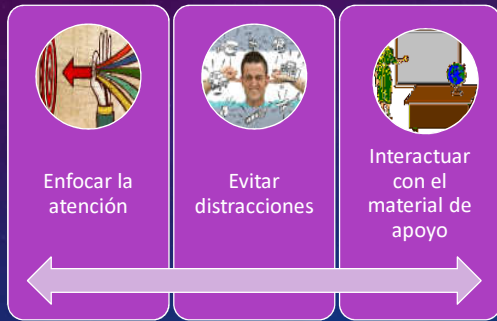 Enfocar la
atención
Evitar
distracciones
Interactuar
con el
material de
apoyo